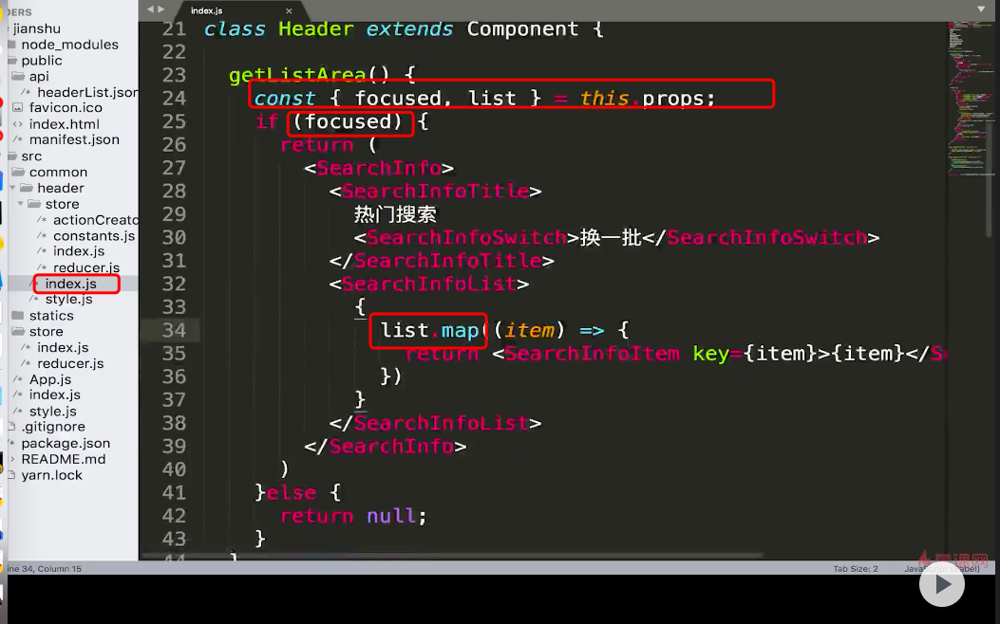 DERS
jianshu
node_modules
public
api
headerList.json
favicon.ico
index.html
manifest.json
src
common
header
store
actionCreato
constants.js
index.js
reducer.js
index.js
style.js
statics
store
index.js
reducer.js
App.js
index.js
style.js
.gitignore
package.json
README.md
yarn.lock
index.js ×
21 class Header extends Component {
22
23 getListArea() {
24 const { focused, list } = this.props;
25 if (focused) {
26 return (
27 <SearchInfo>
28 <SearchInfoTitle>
29 热门搜索
30 <SearchInfoSwitch>换一批</SearchInfoSwitch>
31 </SearchInfoTitle>
32 <SearchInfoList>
33 {
34 list.map((item) => {
35 return <SearchInfoItem key={item}>{item}</S
36 })
37 }
38 </SearchInfoList>
39 </SearchInfo>
40 )
41 }else {
42 return null;
43 }
44 }
ine 34, Column 15
Tab Size: 2